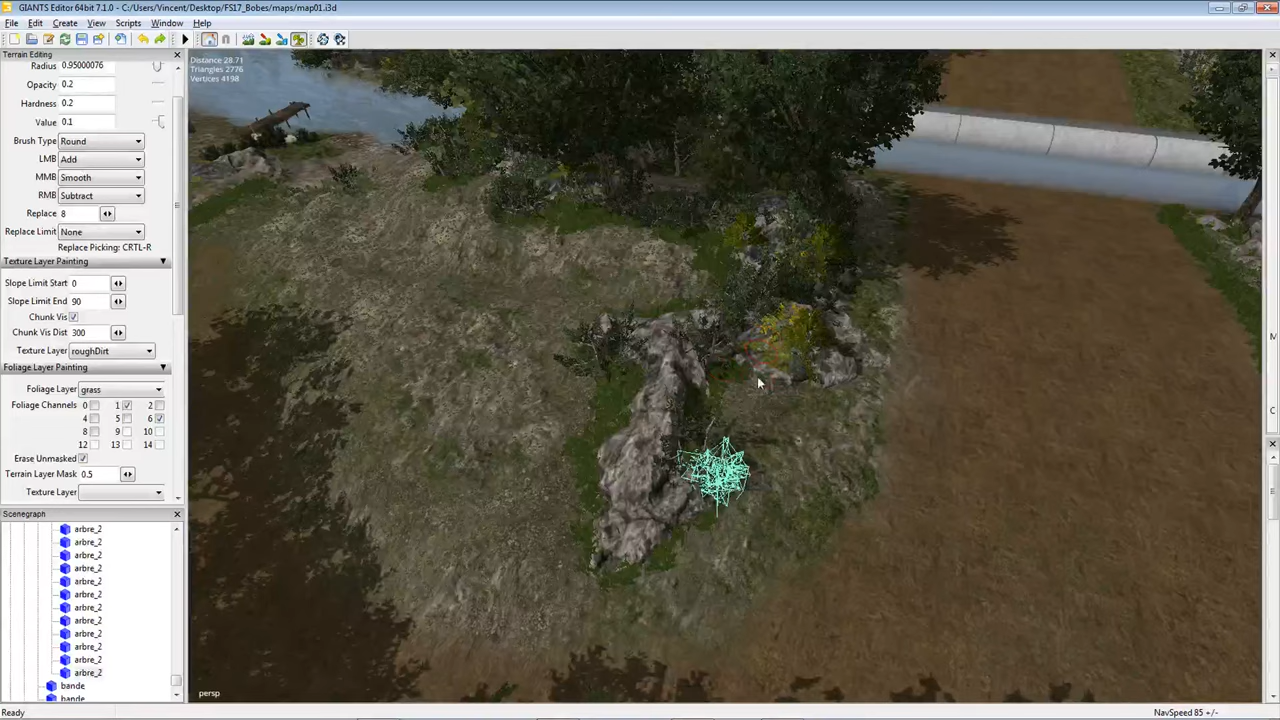 GIANTS Editor 64bit 7.1.0 - C:/Users/Vincent/Desktop/FS17_Bobes/maps/map01.i3d
File Edit Create View Scripts Window Help
Terrain Editing
Radius 0.95000076
Opacity 0.2
Hardness 0.2
Value 0.1
Brush Type Round
LMB Add
MMB Smooth
RMB Subtract
Replace 8
Replace Limit None
Replace Picking: CRTL-R
Texture Layer Painting
Slope Limit Start 0
Slope Limit End 90
Chunk Vis
Chunk Vis Dist 300
Texture Layer roughDirt
Foliage Layer Painting
Foliage Layer grass
Foliage Channels 0 1 2
4 5 6
8 9 10
12 13 14
Erase Unmasked
Terrain Layer Mask 0.5
Texture Layer
Scenegraph
arbre_2
arbre_2
arbre_2
arbre_2
arbre_2
arbre_2
arbre_2
arbre_2
arbre_2
arbre_2
arbre_2
arbre_2
bande
bande
Ready
Distance 28.71
Triangles 2776
Vertices 4198
persp
M
C
NavSpeed 85 +/-